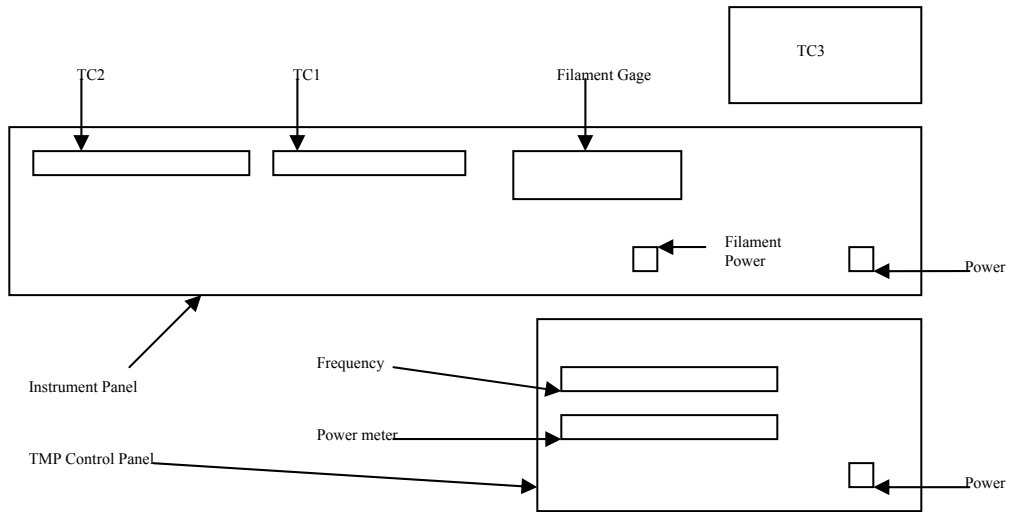 TC3
TC2
TC1
Filament Gage
Filament
Power
Power
Instrument Panel
Frequency
Power meter
TMP Control Panel
Power